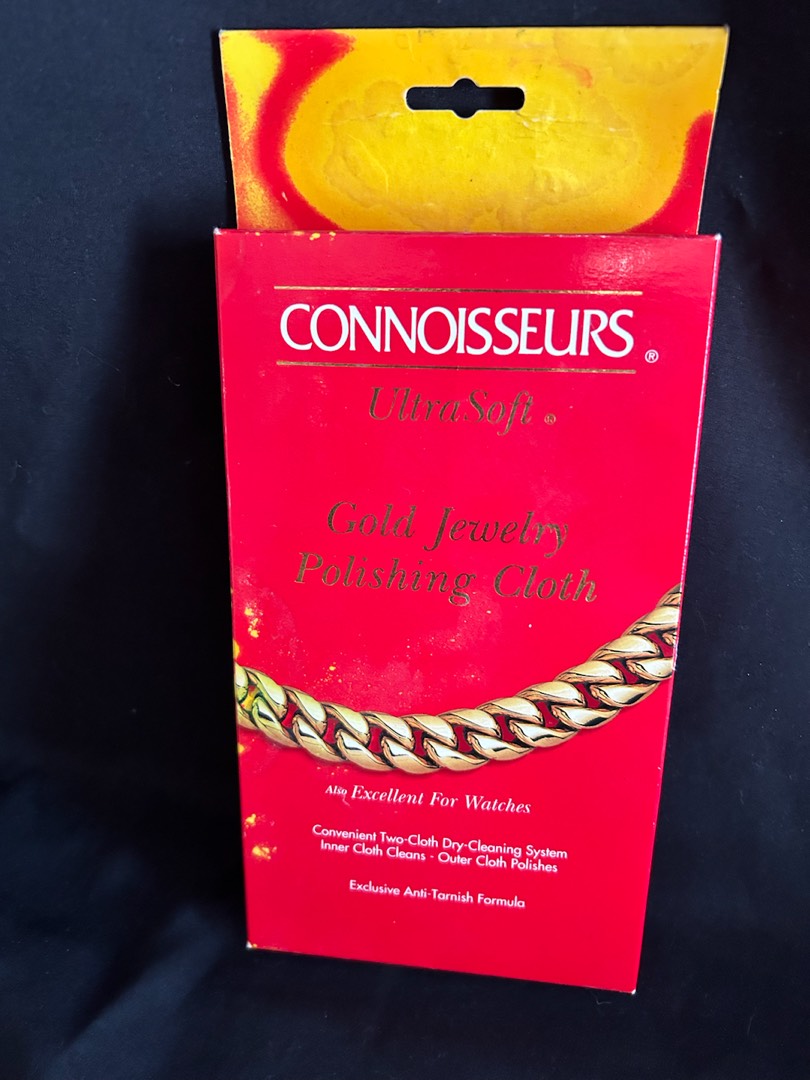 CONNOISSEURS®
UltraSoft®
Gold Jewelry
Polishing Cloth
Also Excellent For Watches
Convenient Two-Cloth Dry-Cleaning System
Inner Cloth Cleans - Outer Cloth Polishes
Exclusive Anti-Tarnish Formula